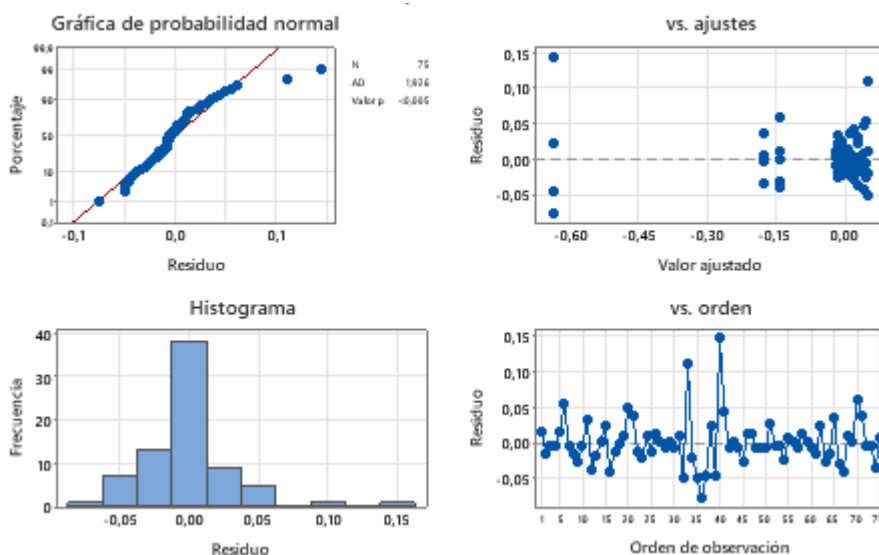 Gráfica de probabilidad normal
99,9
99
90
50
10
1
0,1
Porcentaje
-0,1 0,0 0,1
Residuo
N 75
AD 1,926
Valor p <0,005
vs. ajustes
0,15
0,10
0,05
0,00
-0,05
Residuo
-0,60 -0,45 -0,30 -0,15 0,00
Valor ajustado
Histograma
40
30
20
10
0
Frecuencia
-0,05 0,00 0,05 0,10 0,15
Residuo
vs. orden
0,15
0,10
0,05
0,00
-0,05
Residuo
1 5 10 15 20 25 30 35 40 45 50 55 60 65 70 75
Orden de observación